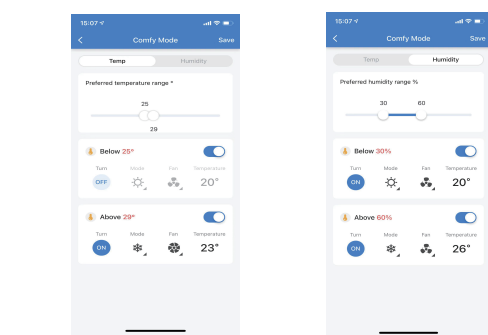 15:07
Comfy Mode
Save
Temp
Humidity
Preferred temperature range °
25
29
Below 25°
Turn
Mode
Fan
Temperature
OFF
20°
Above 29°
Turn
Mode
Fan
Temperature
ON
23°
15:07
Comfy Mode
Save
Temp
Humidity
Preferred humidity range %
30
60
Below 30%
Turn
Mode
Fan
Temperature
ON
20°
Above 60%
Turn
Mode
Fan
Temperature
ON
26°